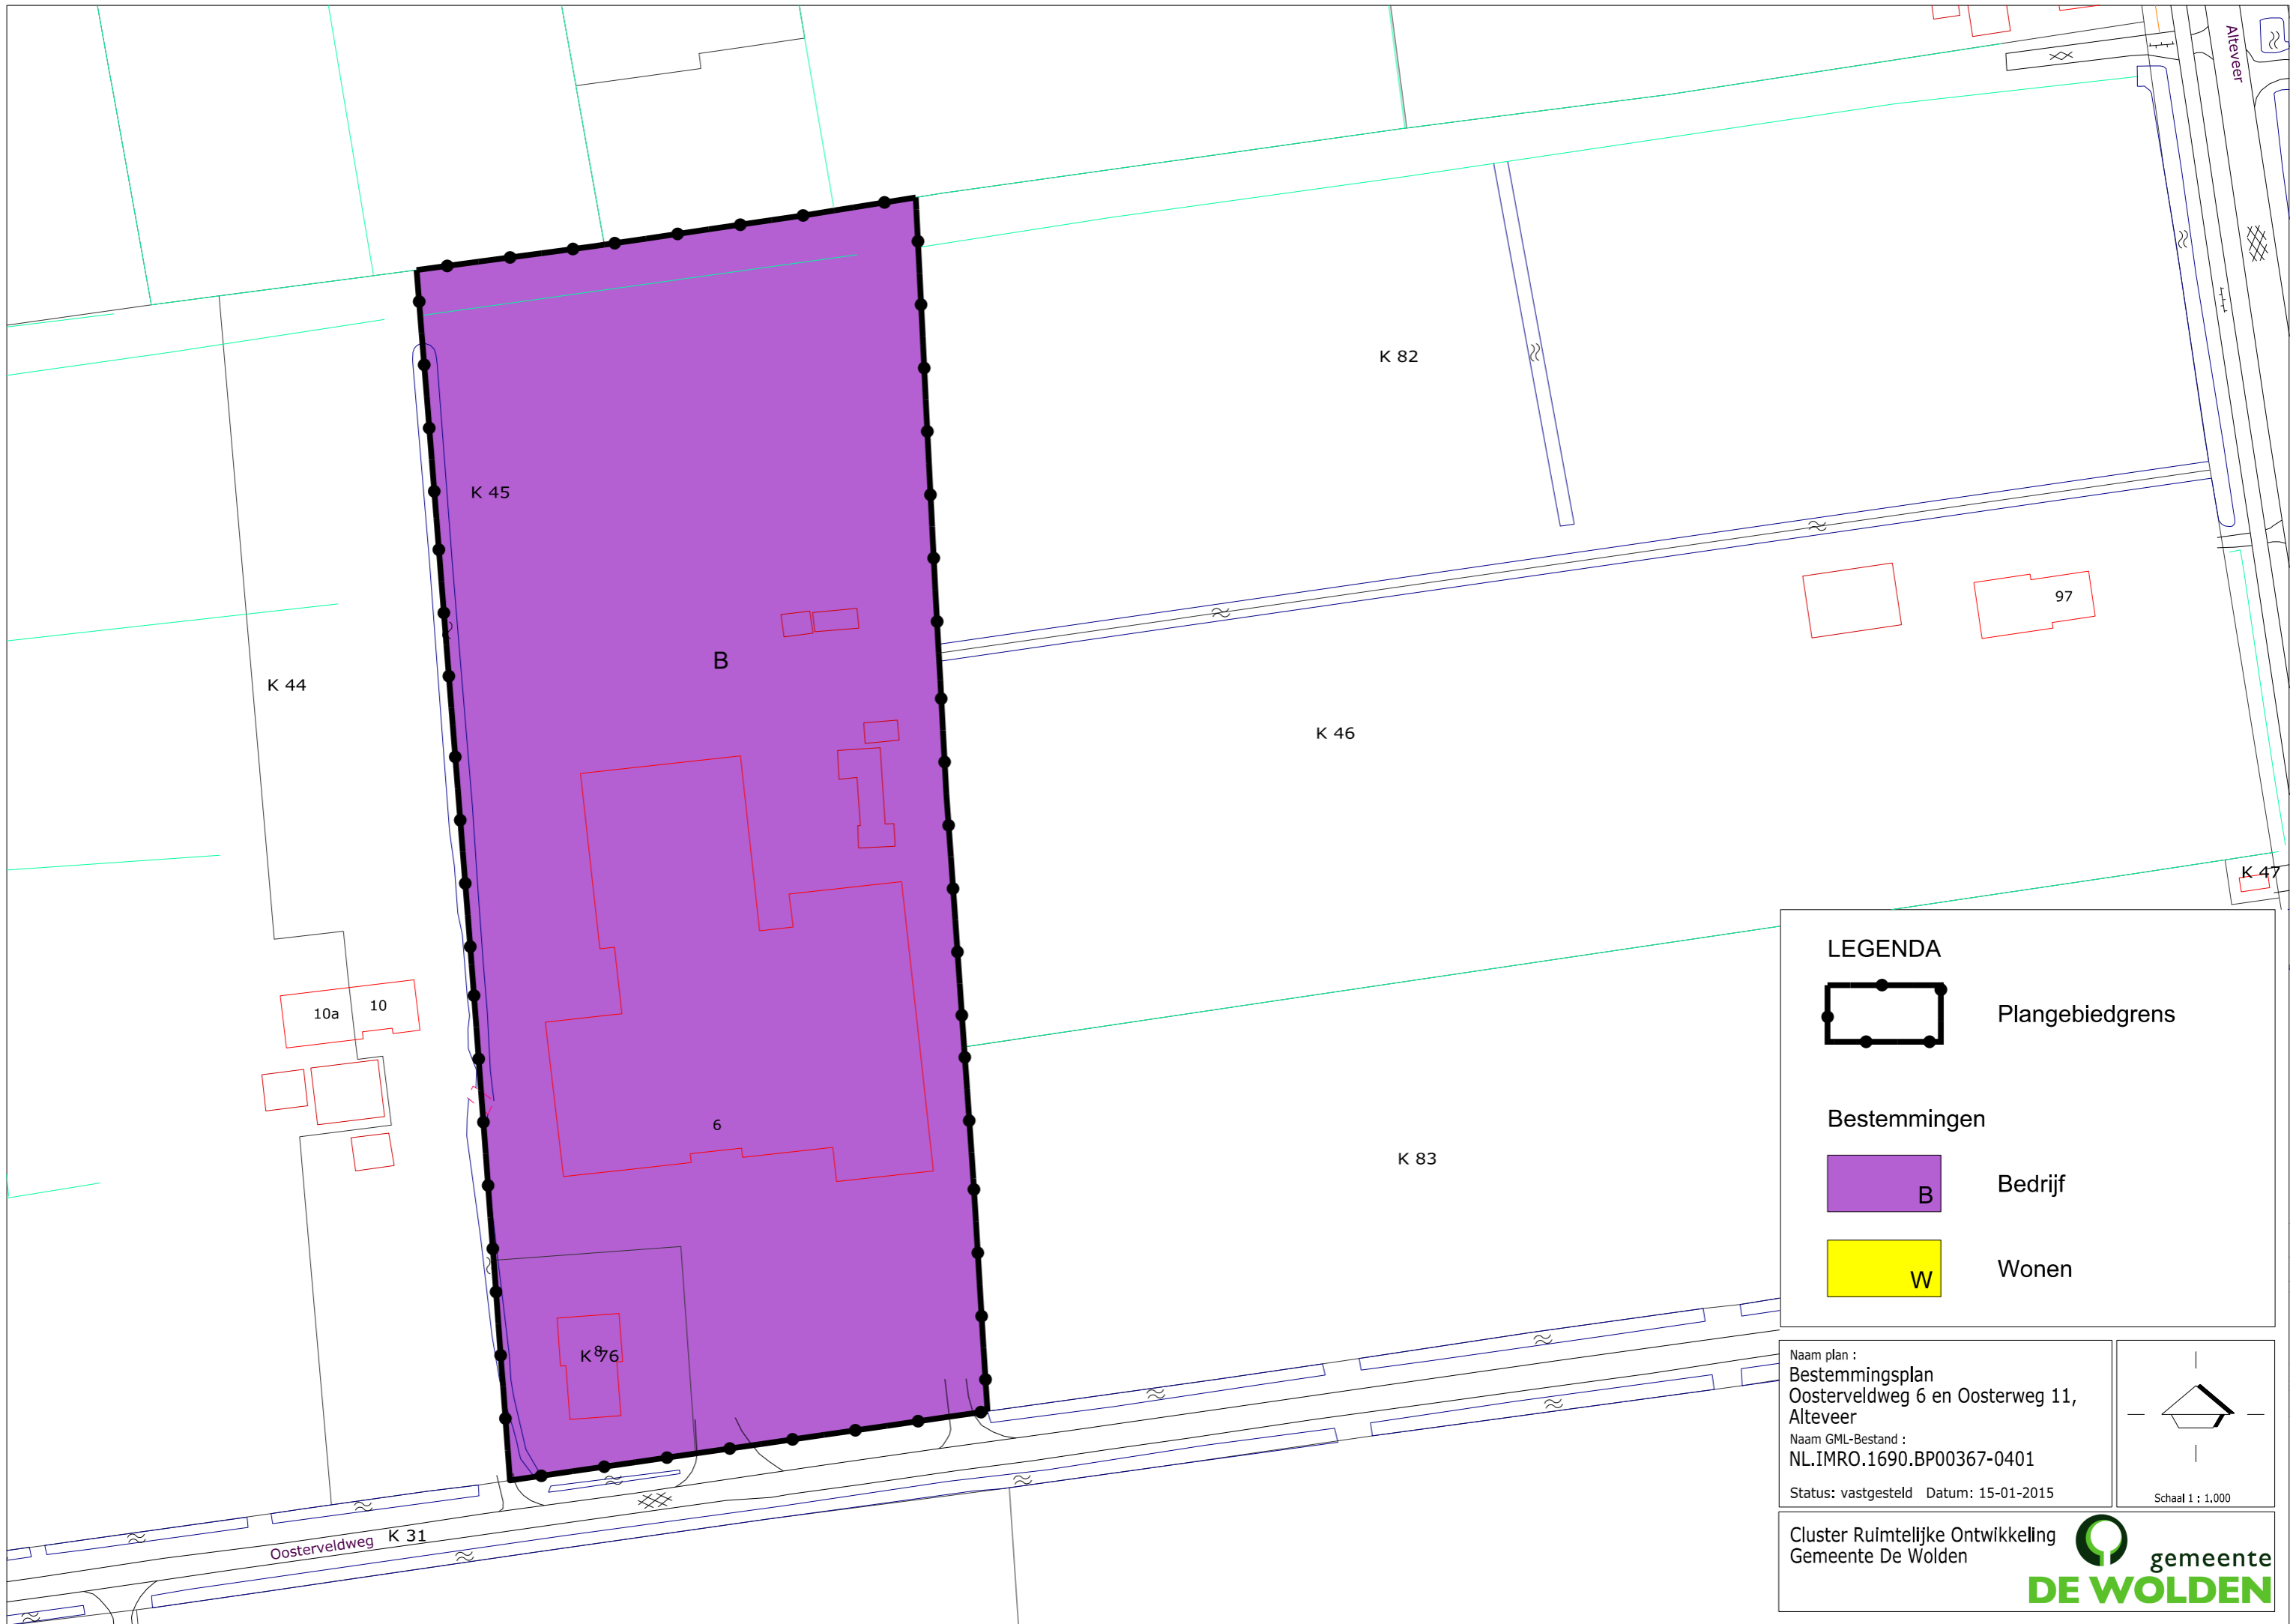 Alteveer
K 82
K 45
B
97
K 44
K 46
K 47
10a
10
6
K 83
8
K 76
K 31
Oosterveldweg
LEGENDA
Plangebiedgrens
Bestemmingen
B
Bedrijf
W
Wonen
Naam plan :
Bestemmingsplan
Oosterveldweg 6 en Oosterweg 11,
Alteveer
Naam GML-Bestand :
NL.IMRO.1690.BP00367-0401
Status: vastgesteld Datum: 15-01-2015
Schaal 1 : 1,000
Cluster Ruimtelijke Ontwikkeling
Gemeente De Wolden
gemeente
DE WOLDEN